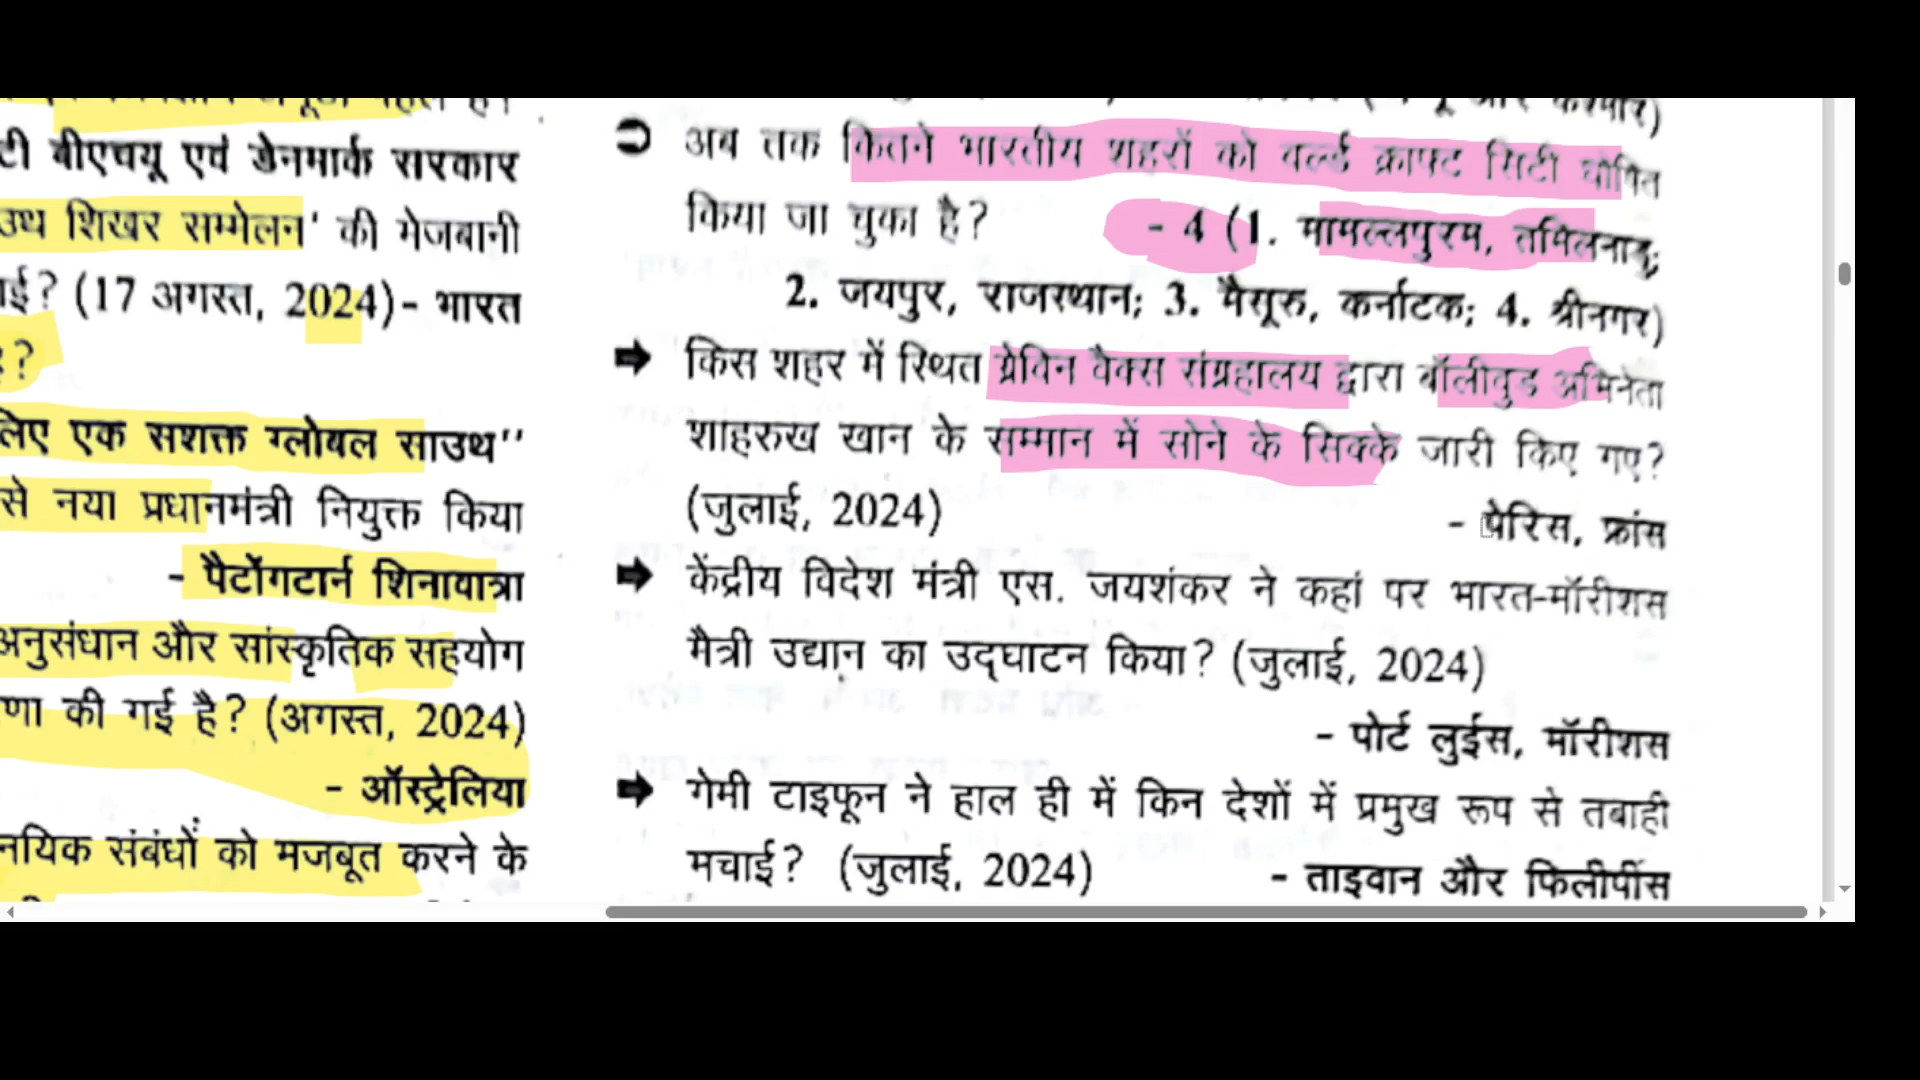 टी बीएचयू एवं डेनमार्क सरकार
उथ शिखर सम्मेलन' की मेजबानी
ई? (17 अगस्त, 2024)- भारत
है?
लिए एक सशक्त ग्लोबल साउथ''
से नया प्रधानमंत्री नियुक्त किया
- पैटोंगटार्न शिनावात्रा
अनुसंधान और सांस्कृतिक सहयोग
णा की गई है? (अगस्त, 2024)
- ऑस्ट्रेलिया
नयिक संबंधों को मजबूत करने के
अब तक कितने भारतीय शहरों को वर्ल्ड क्राफ्ट सिटी घोषित
किया जा चुका है? - 4 (1. मामल्लपुरम, तमिलनाडु;
2. जयपुर, राजस्थान; 3. मैसूरु, कर्नाटक; 4. श्रीनगर)
किस शहर में स्थित ग्रेविन वैक्स संग्रहालय द्वारा बॉलीवुड अभिनेता
शाहरुख खान के सम्मान में सोने के सिक्के जारी किए गए?
(जुलाई, 2024) - पेरिस, फ्रांस
केंद्रीय विदेश मंत्री एस. जयशंकर ने कहां पर भारत-मॉरीशस
मैत्री उद्यान का उद्घाटन किया? (जुलाई, 2024)
- पोर्ट लुईस, मॉरीशस
गेमी टाइफून ने हाल ही में किन देशों में प्रमुख रूप से तबाही
मचाई? (जुलाई, 2024) - ताइवान और फिलीपींस